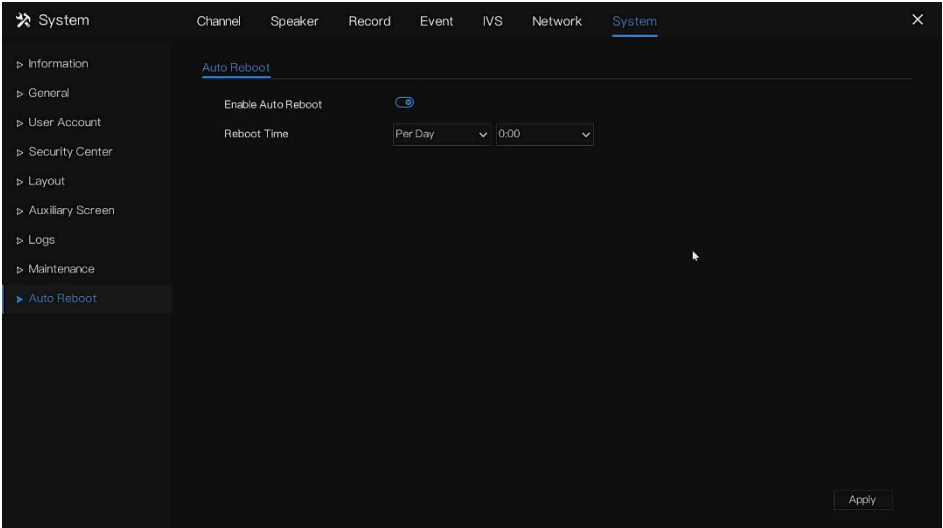 System Channel Speaker Record Event IVS Network System
Information
General
User Account
Security Center
Layout
Auxiliary Screen
Logs
Maintenance
Auto Reboot
Auto Reboot
Enable Auto Reboot
Reboot Time Per Day 0:00
Apply